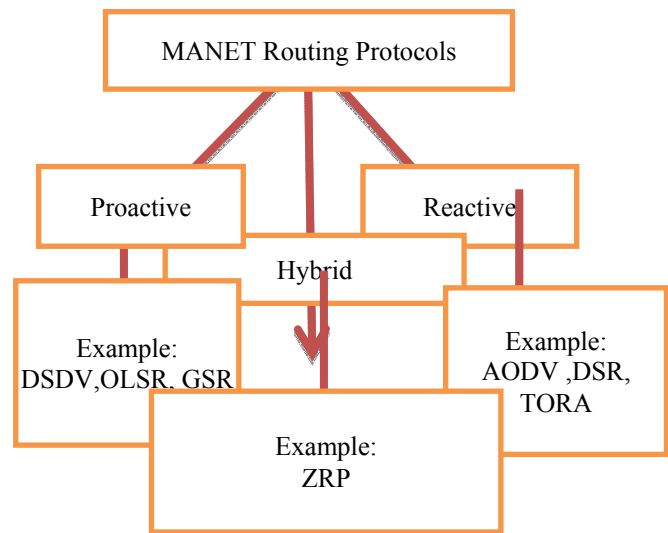 MANET Routing Protocols
Proactive
Reactive
Hybrid
Example:
DSDV,OLSR, GSR
Example:
AODV ,DSR,
TORA
Example:
ZRP